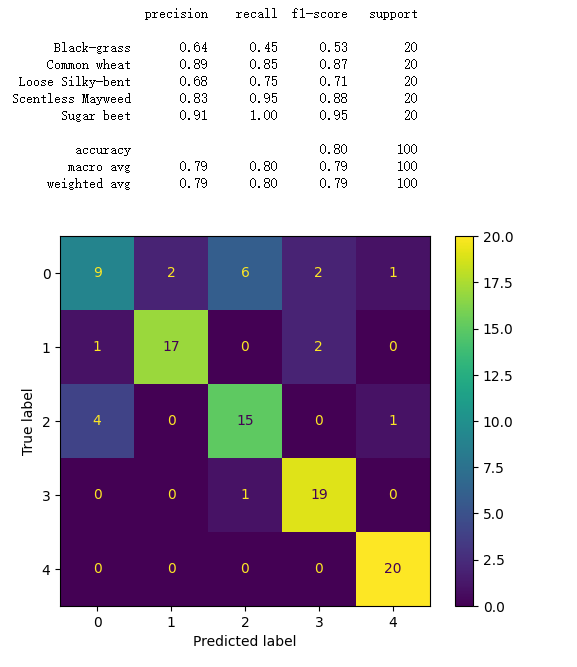 precision recall f1-score support
Black-grass 0.64 0.45 0.53 20
Common wheat 0.89 0.85 0.87 20
Loose Silky-bent 0.68 0.75 0.71 20
Scentless Mayweed 0.83 0.95 0.88 20
Sugar beet 0.91 1.00 0.95 20
accuracy 0.80 100
macro avg 0.79 0.80 0.79 100
weighted avg 0.79 0.80 0.79 100
20.0
0 9 2 6 2 1
17.5
15.0
1 1 17 0 2 0
12.5
True label
2 4 0 15 0 1
10.0
7.5
3 0 0 1 19 0
5.0
4 0 0 0 0 20
2.5
0.0
0 1 2 3 4
Predicted label